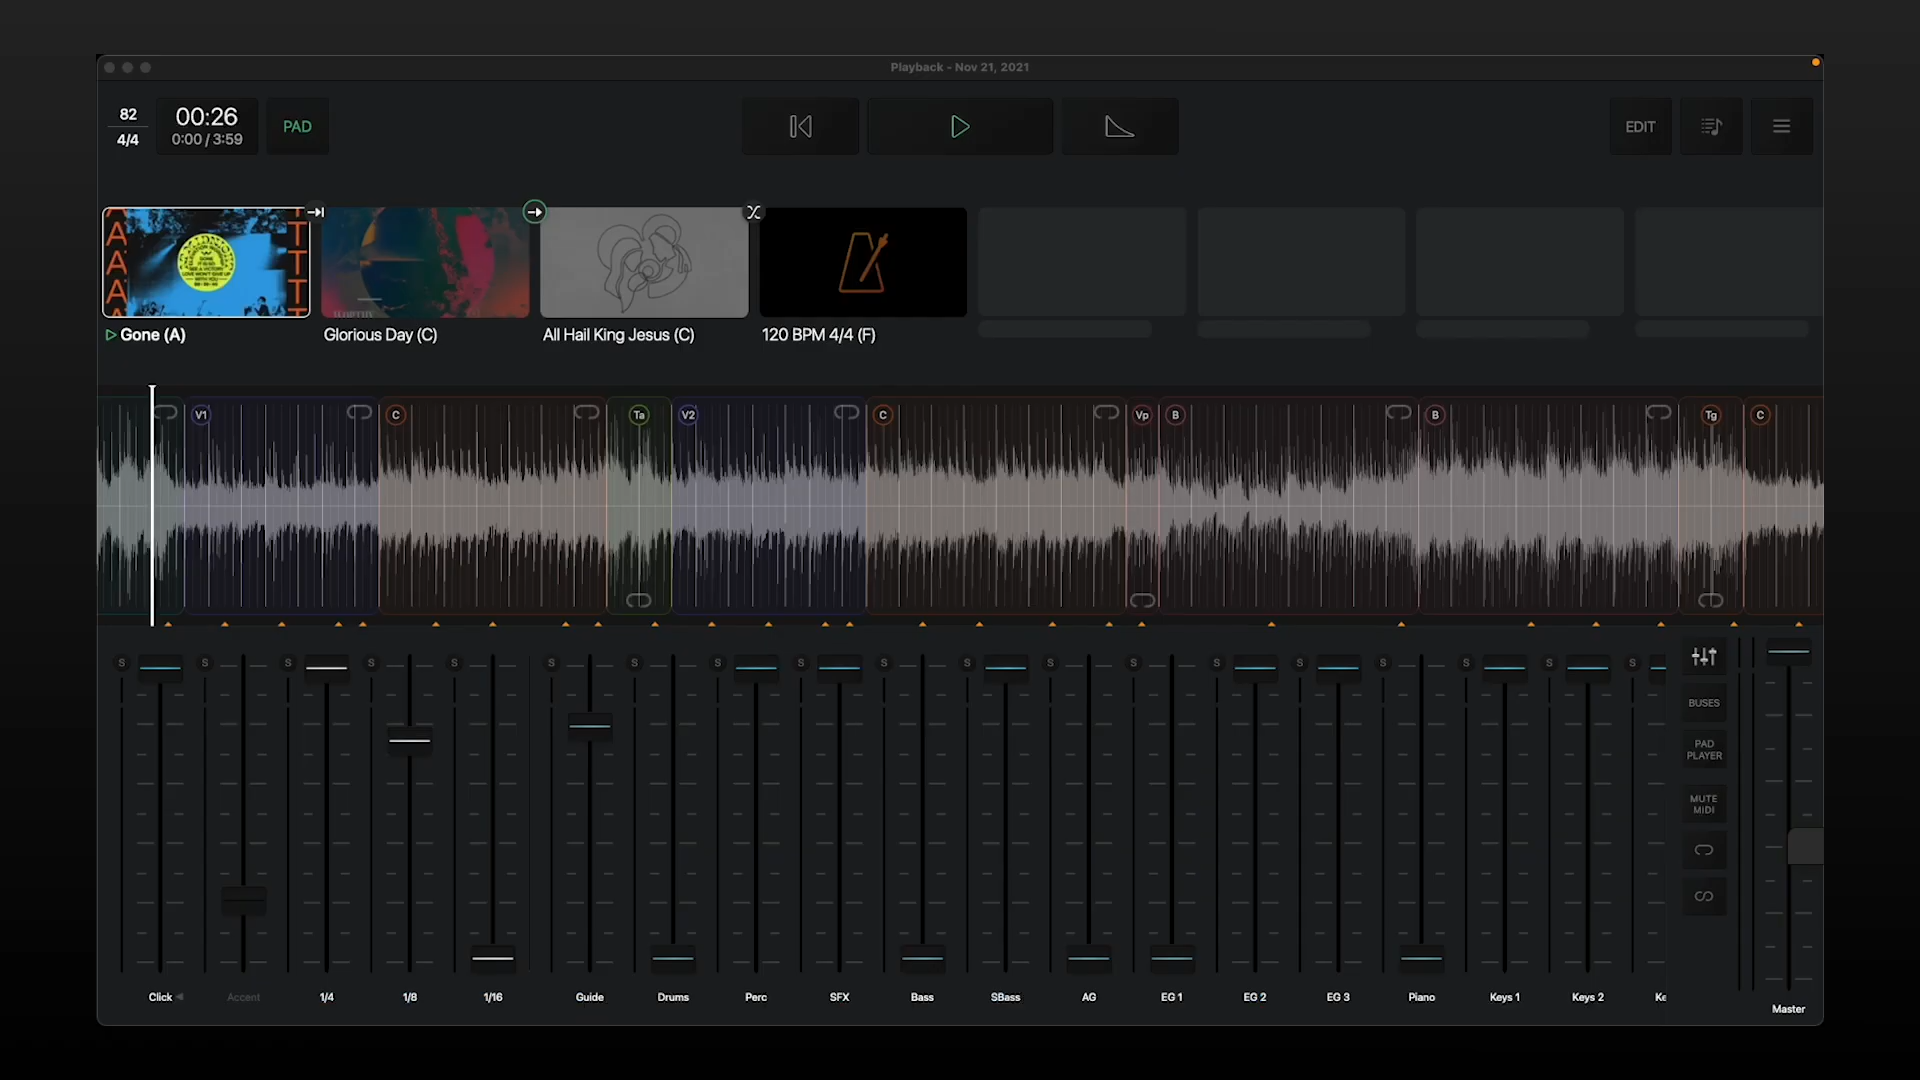 Playback - Nov 21, 2021
82
4/4
00:26
0:00 / 3:59
PAD
EDIT
A T
A T
A T
A
Gone (A)
Glorious Day (C)
All Hail King Jesus (C)
120 BPM 4/4 (F)
V1 C Ta V2 C Vp B B Tg C
S S S S S S S S S S S S S S S S S S S
BUSES
PAD
PLAYER
MUTE
MIDI
Click Accent 1/4 1/8 1/16 Guide Drums Perc SFX Bass SBass AG EG 1 EG 2 EG 3 Piano Keys 1 Keys 2 Ke
Master